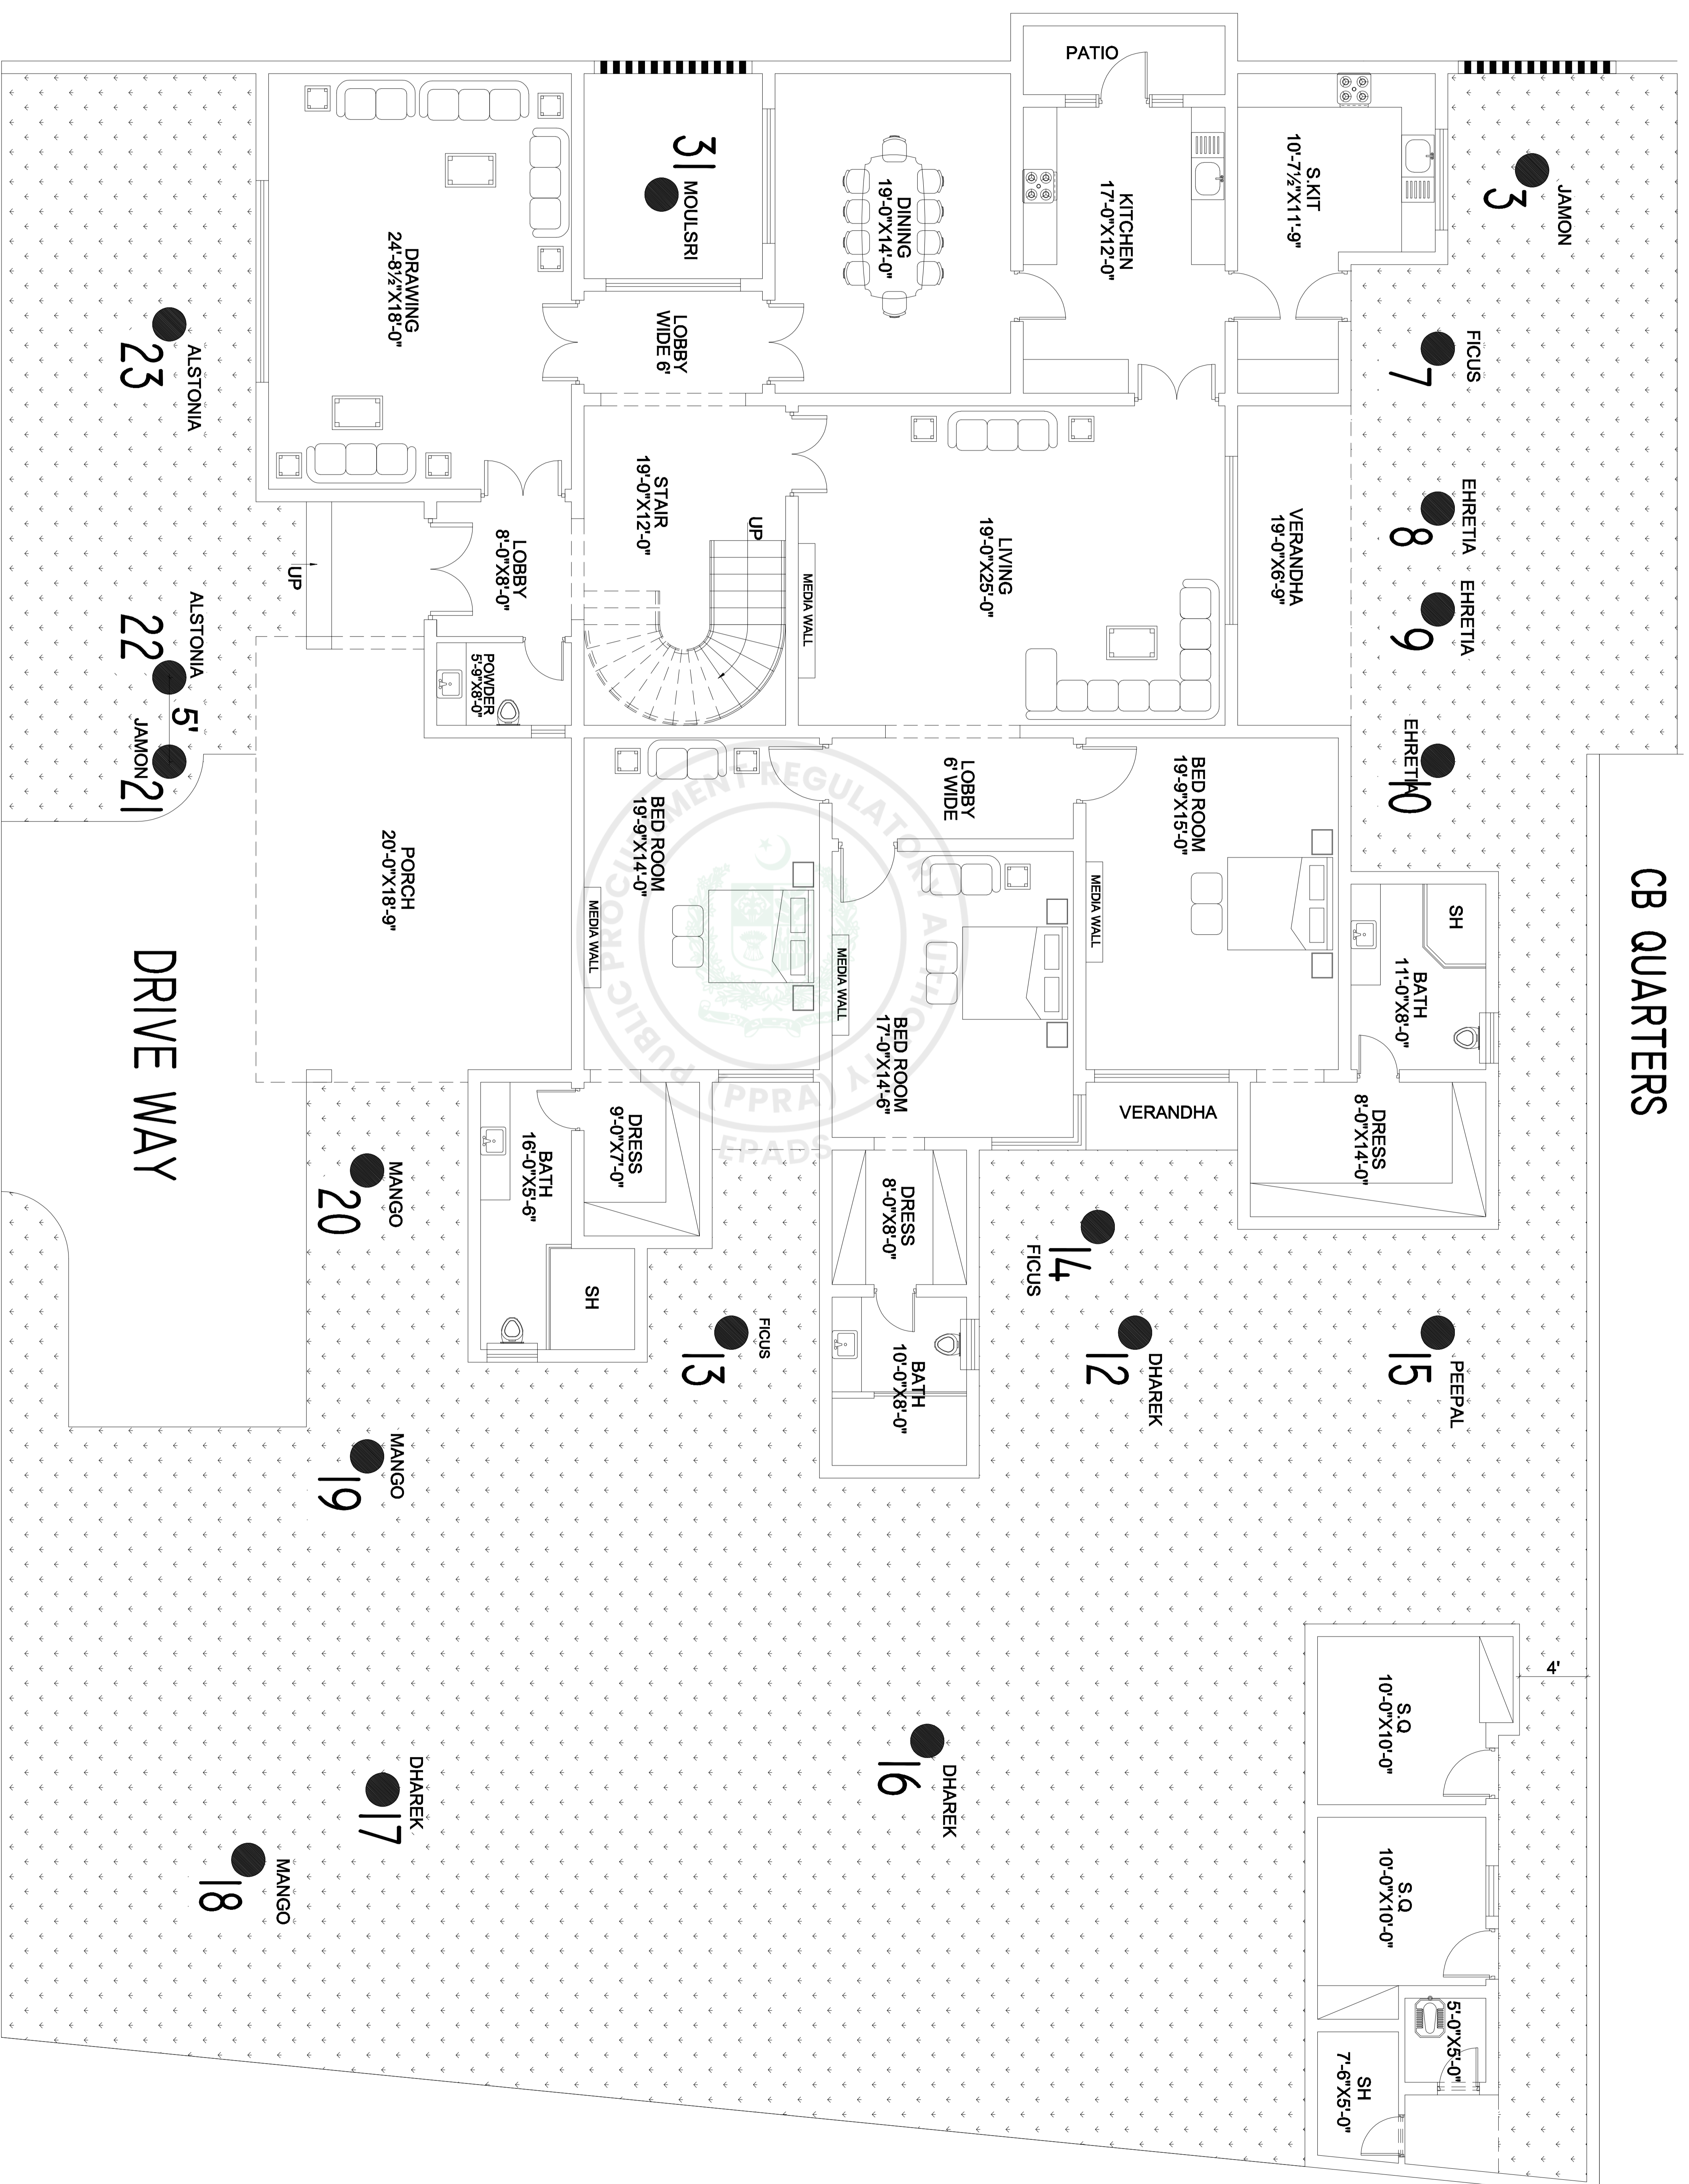 PATIO
S.KIT
10'-7½"X11'-9"
KITCHEN
17'-0"X12'-0"
DINING
19'-0"X14'-0"
31
MOULSRI
LOBBY
WIDE 6'
DRAWING
24'-8½"X18'-0"
3
JAMON
7
FICUS
EHRETIA
8
EHRETIA
9
EHRETIA
10
23
ALSTONIA
VERANDHA
19'-0"X6'-9"
LIVING
19'-0"X25'-0"
MEDIA WALL
STAIR
19'-0"X12'-0"
UP
LOBBY
8'-0"X8'-0"
UP
POWDER
5'-9"X8'-0"
ALSTONIA
22
5'
JAMON
21
CB QUARTERS
BED ROOM
19'-9"X15'-0"
LOBBY
6' WIDE
BED ROOM
19'-9"X14'-0"
MEDIA WALL
PORCH
20'-0"X18'-9"
DRIVE WAY
MEDIA WALL
MEDIA WALL
BED ROOM
17'-0"X14'-6"
SH
BATH
11'-0"X8'-0"
VERANDHA
DRESS
8'-0"X14'-0"
DRESS
9'-0"X7'-0"
BATH
16'-0"X5'-6"
SH
DRESS
8'-0"X8'-0"
BATH
10'-0"X8'-0"
MANGO
20
MANGO
19
FICUS
13
14
FICUS
12
DHAREK
15
PEEPAL
16
DHAREK
DHAREK
17
MANGO
18
4'
S.Q
10'-0"X10'-0"
S.Q
10'-0"X10'-0"
5'-0"X5'-0"
SH
7'-6"X5'-0"
PUBLIC PROCUREMENT REGULATORY AUTHORITY (PPRA)
EPADS